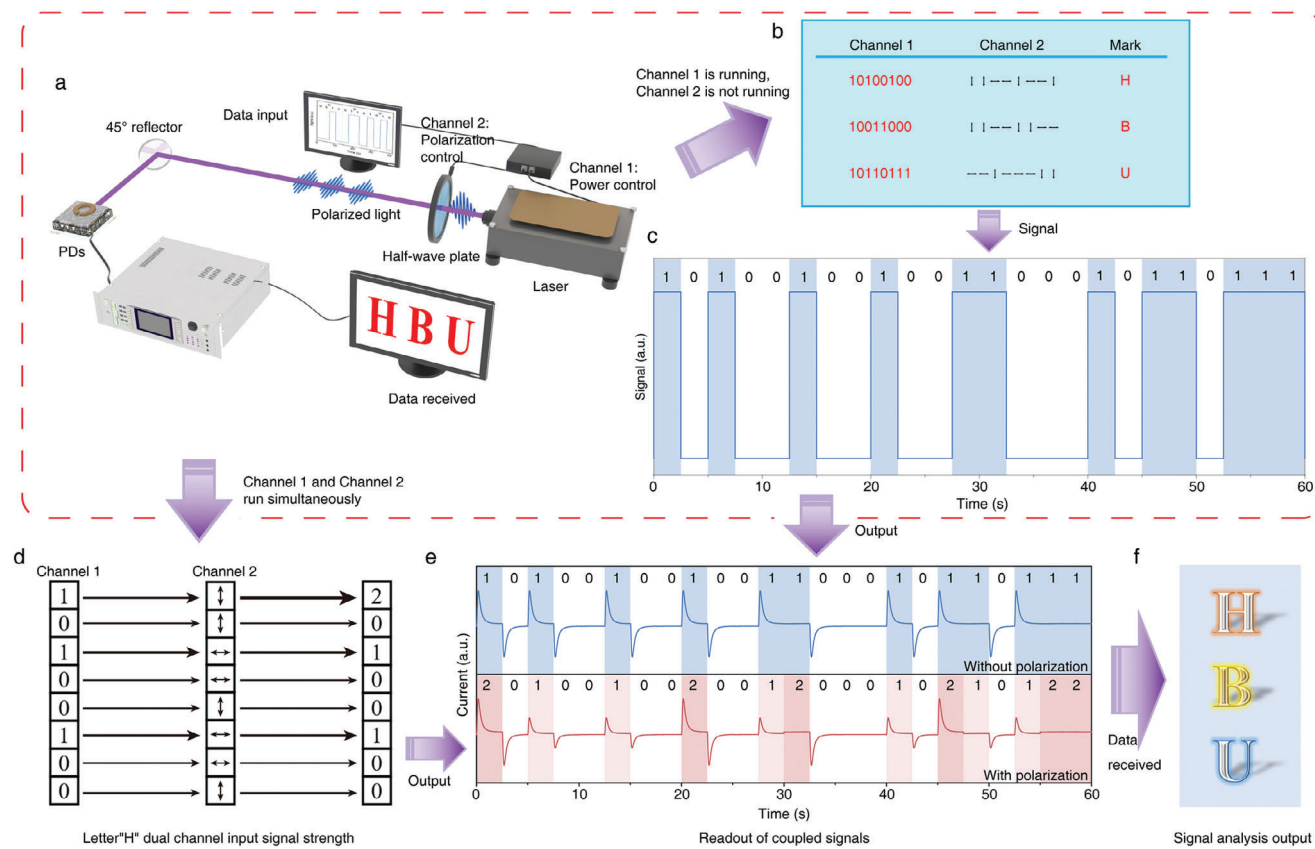 a
45° reflector
Data input
Channel 2:
Polarization
control
Channel 1:
Power control
Polarized light
PDs
Half-wave plate
Laser
H B U
Data received
Channel 1 is running,
Channel 2 is not running
b
Channel 1 Channel 2 Mark
10100100 | | -- -- | -- -- | H
10011000 | | -- -- | | -- -- B
10110111 -- -- | -- -- -- | | U
Signal
c
1 0 1 0 0 1 0 0 1 0 0 1 1 0 0 0 1 0 1 1 0 1 1 1
Signal (a.u.)
0 10 20 30 40 50 60
Time (s)
Channel 1 and Channel 2
run simultaneously
Output
d
Channel 1 Channel 2
1 ↕ 2
0 ↕ 0
1 ↔ 1
0 ↔ 0
0 ↕ 0
1 ↔ 1
0 ↔ 0
0 ↕ 0
Letter"H" dual channel input signal strength
Output
e
1 0 1 0 0 1 0 0 1 0 0 1 1 0 0 0 1 0 1 1 0 1 1 1
Without polarization
Current (a.u.)
2 0 1 0 0 1 0 0 2 0 0 1 2 0 0 0 1 0 2 1 0 1 2 2
With polarization
0 10 20 30 40 50 60
Time (s)
Readout of coupled signals
Data
received
f
H
B
U
Signal analysis output